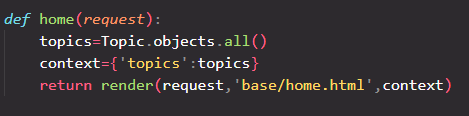 def home(request):
    topics=Topic.objects.all()
    context={'topics':topics}
    return render(request,'base/home.html',context)